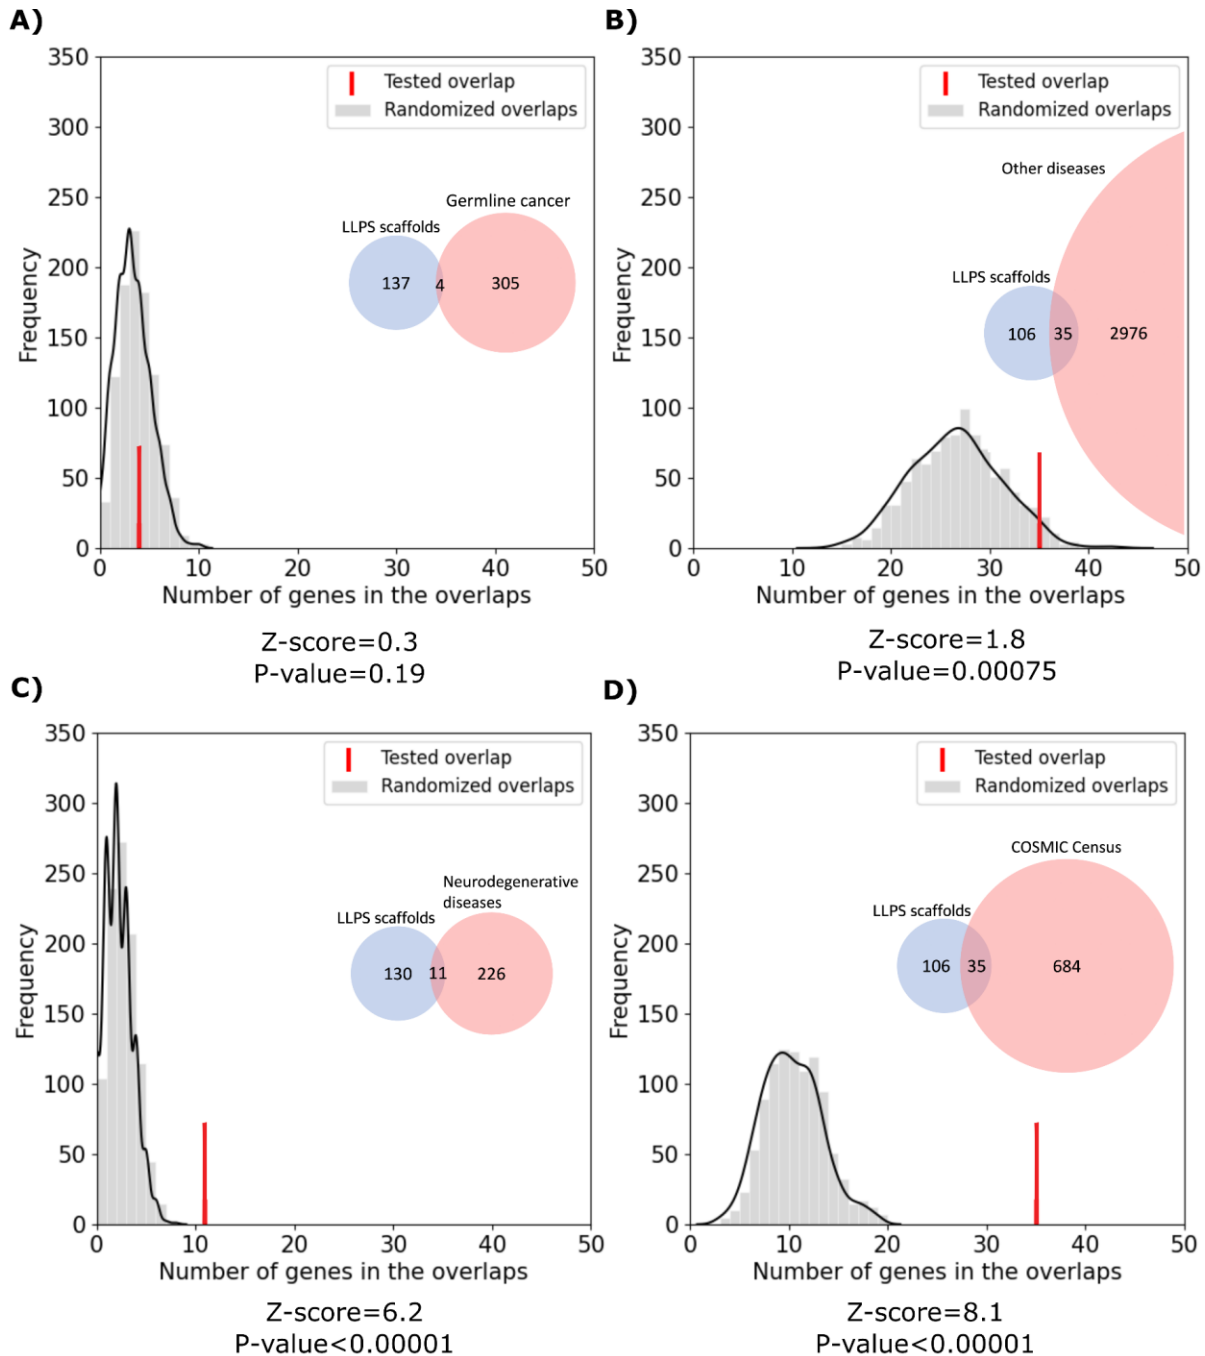 A)
350
300
250
200
150
100
50
0
Frequency
Tested overlap
Randomized overlaps
Germline cancer
LLPS scaffolds
137
4
305
0 10 20 30 40 50
Number of genes in the overlaps
Z-score=0.3
P-value=0.19
B)
350
300
250
200
150
100
50
0
Frequency
Tested overlap
Randomized overlaps
Other diseases
LLPS scaffolds
106
35
2976
0 10 20 30 40 50
Number of genes in the overlaps
Z-score=1.8
P-value=0.00075
C)
350
300
250
200
150
100
50
0
Frequency
Tested overlap
Randomized overlaps
Neurodegenerative
diseases
LLPS scaffolds
130
11
226
0 10 20 30 40 50
Number of genes in the overlaps
Z-score=6.2
P-value<0.00001
D)
350
300
250
200
150
100
50
0
Frequency
Tested overlap
Randomized overlaps
COSMIC Census
LLPS scaffolds
106
35
684
0 10 20 30 40 50
Number of genes in the overlaps
Z-score=8.1
P-value<0.00001